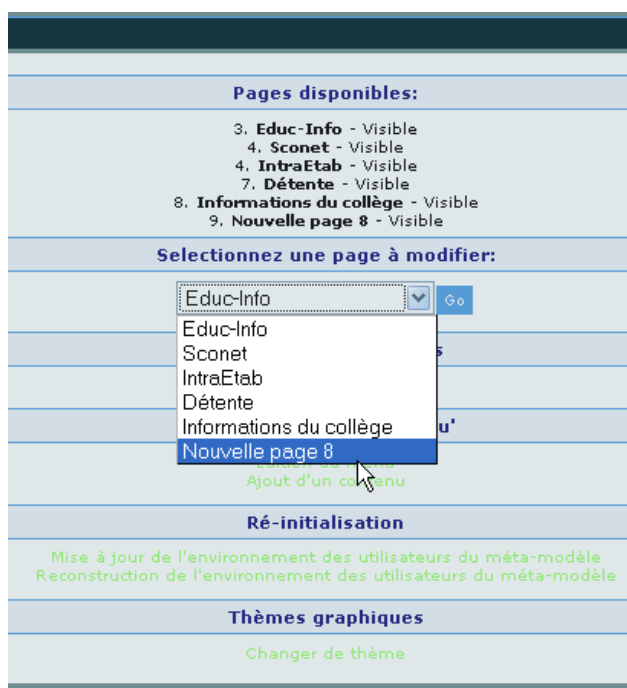 Pages disponibles:
3. Educ-Info - Visible
4. Sconet - Visible
4. IntraEtab - Visible
7. Détente - Visible
8. Informations du collège - Visible
9. Nouvelle page 8 - Visible
Selectionnez une page à modifier:
Educ-Info Go
Educ-Info
Sconet
IntraEtab
Détente
Informations du collège
u'
Nouvelle page 8
Ajout d'un contenu
Ré-initialisation
Mise à jour de l'environnement des utilisateurs du méta-modèle
Reconstruction de l'environnement des utilisateurs du méta-modèle
Thèmes graphiques
Changer de thème